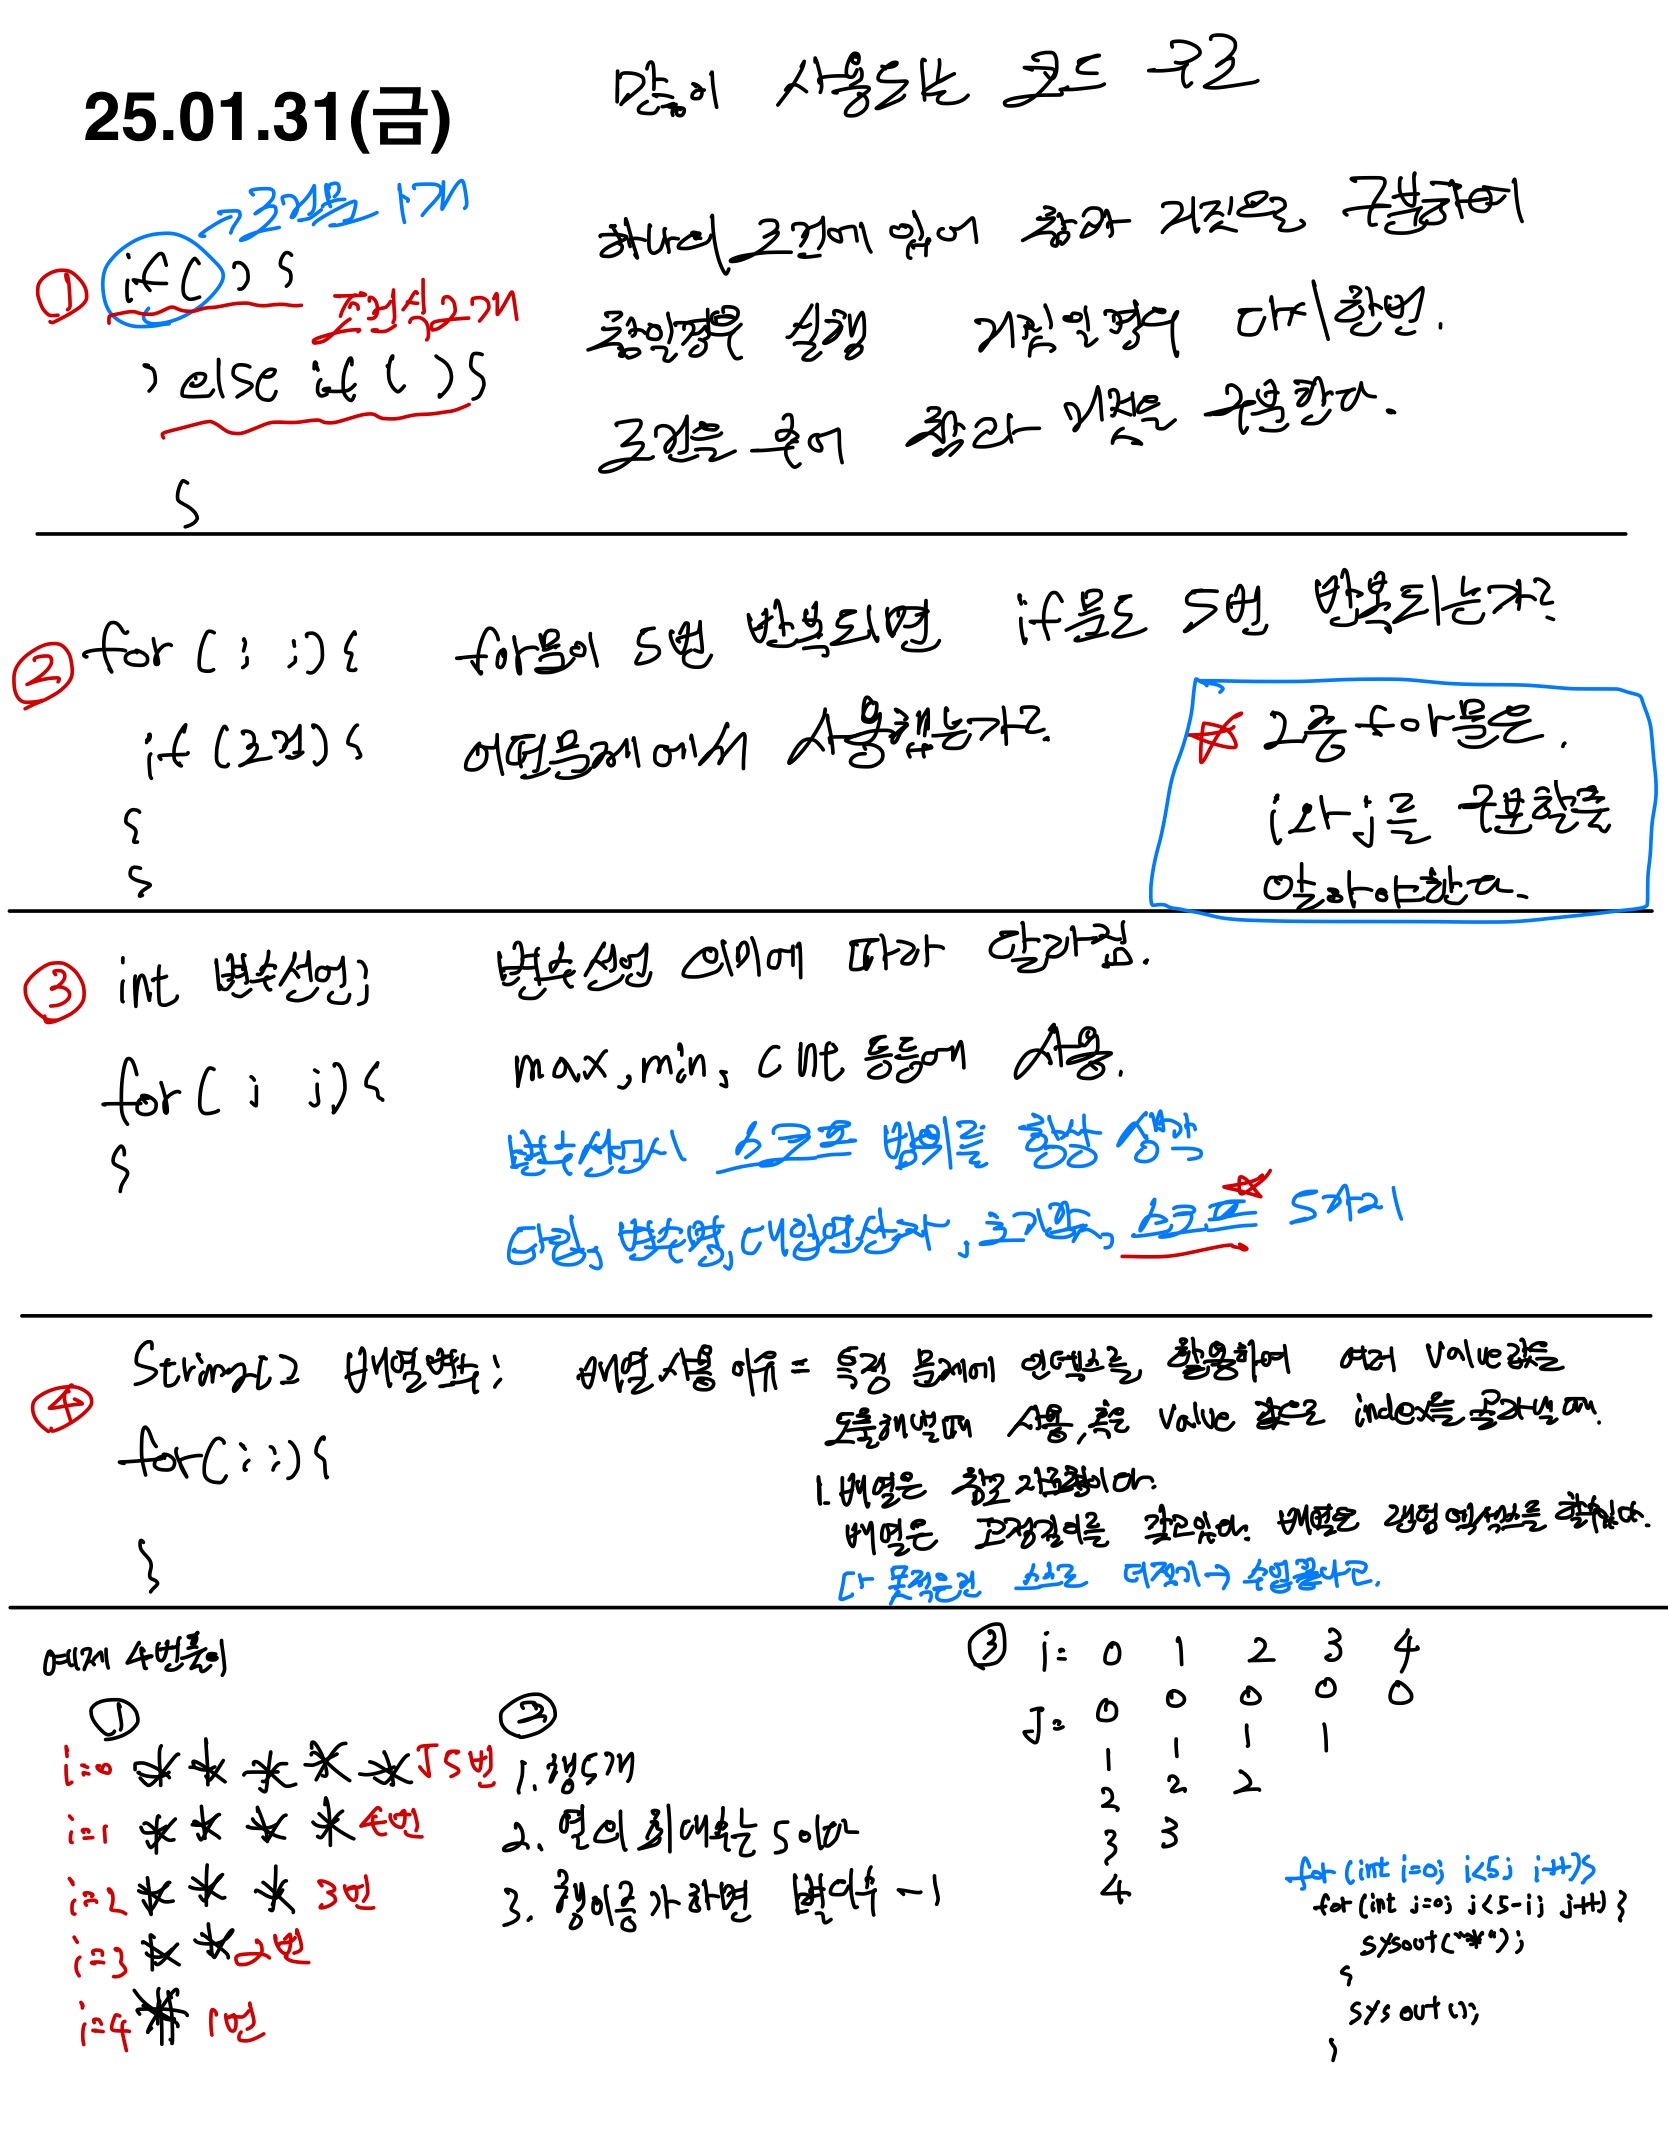 25.01.31(금)
많이 사용되는 코드 구조
→조건문 1개
① if( ) {
조건식2개
} else if ( ) {
}
하나의 조건에 있어 참과 거짓을 구분하여
참일경우 실행 거짓일경우 다시한번.
조건을 주어 참과 거짓을 구분한다.
② for ( ; ;) {
if (조건) {
}
}
for문이 5번 반복되면 if문도 5번 반복되는가?
어떤문제에서 사용했는가?
☆ 2중 for문은.
i와 j를 구분할줄
알아야한다.
③ int 변수선언;
for ( ; ;) {
}
변수선언 의미에 따라 달라짐.
max, min, cnt 등등에 사용.
변수선언시 스코프 범위를 항상 생각
타입, 변수명, 대입연산자, 초기값, 스코프 5가지
④ String[] 배열변수;
for( ; ;) {
}
배열 사용 이유 = 특정 문제에 인덱스를 활용하여 여러 value값을
도출해낼때 사용, 혹은 value 값으로 index를 골라낼때.
1. 배열은 참조 자료형이다.
배열은 고정길이를 갖고있다. 배열은 랜덤 엑세스를 할수있다.
다 못적은건 스스로 더적기→ 수업끝나고.
예제 4번풀이
①
i=0 * * * * * J 5번
i=1 * * * * 4번
i=2 * * * 3번
i=3 * * 2번
i=4 * 1번
②
1. 행5개
2. 열의 최대수는 5이다
3. 행이증가하면 별이수 -1
③ i= 0 1 2 3 4
J= 0 0 0 0 0
1 1 1 1
2 2 2
3 3
4
for (int i=0; i<5; i++) {
for (int j=0; j<5-i; j++) {
sysout("*");
}
sysout();
}